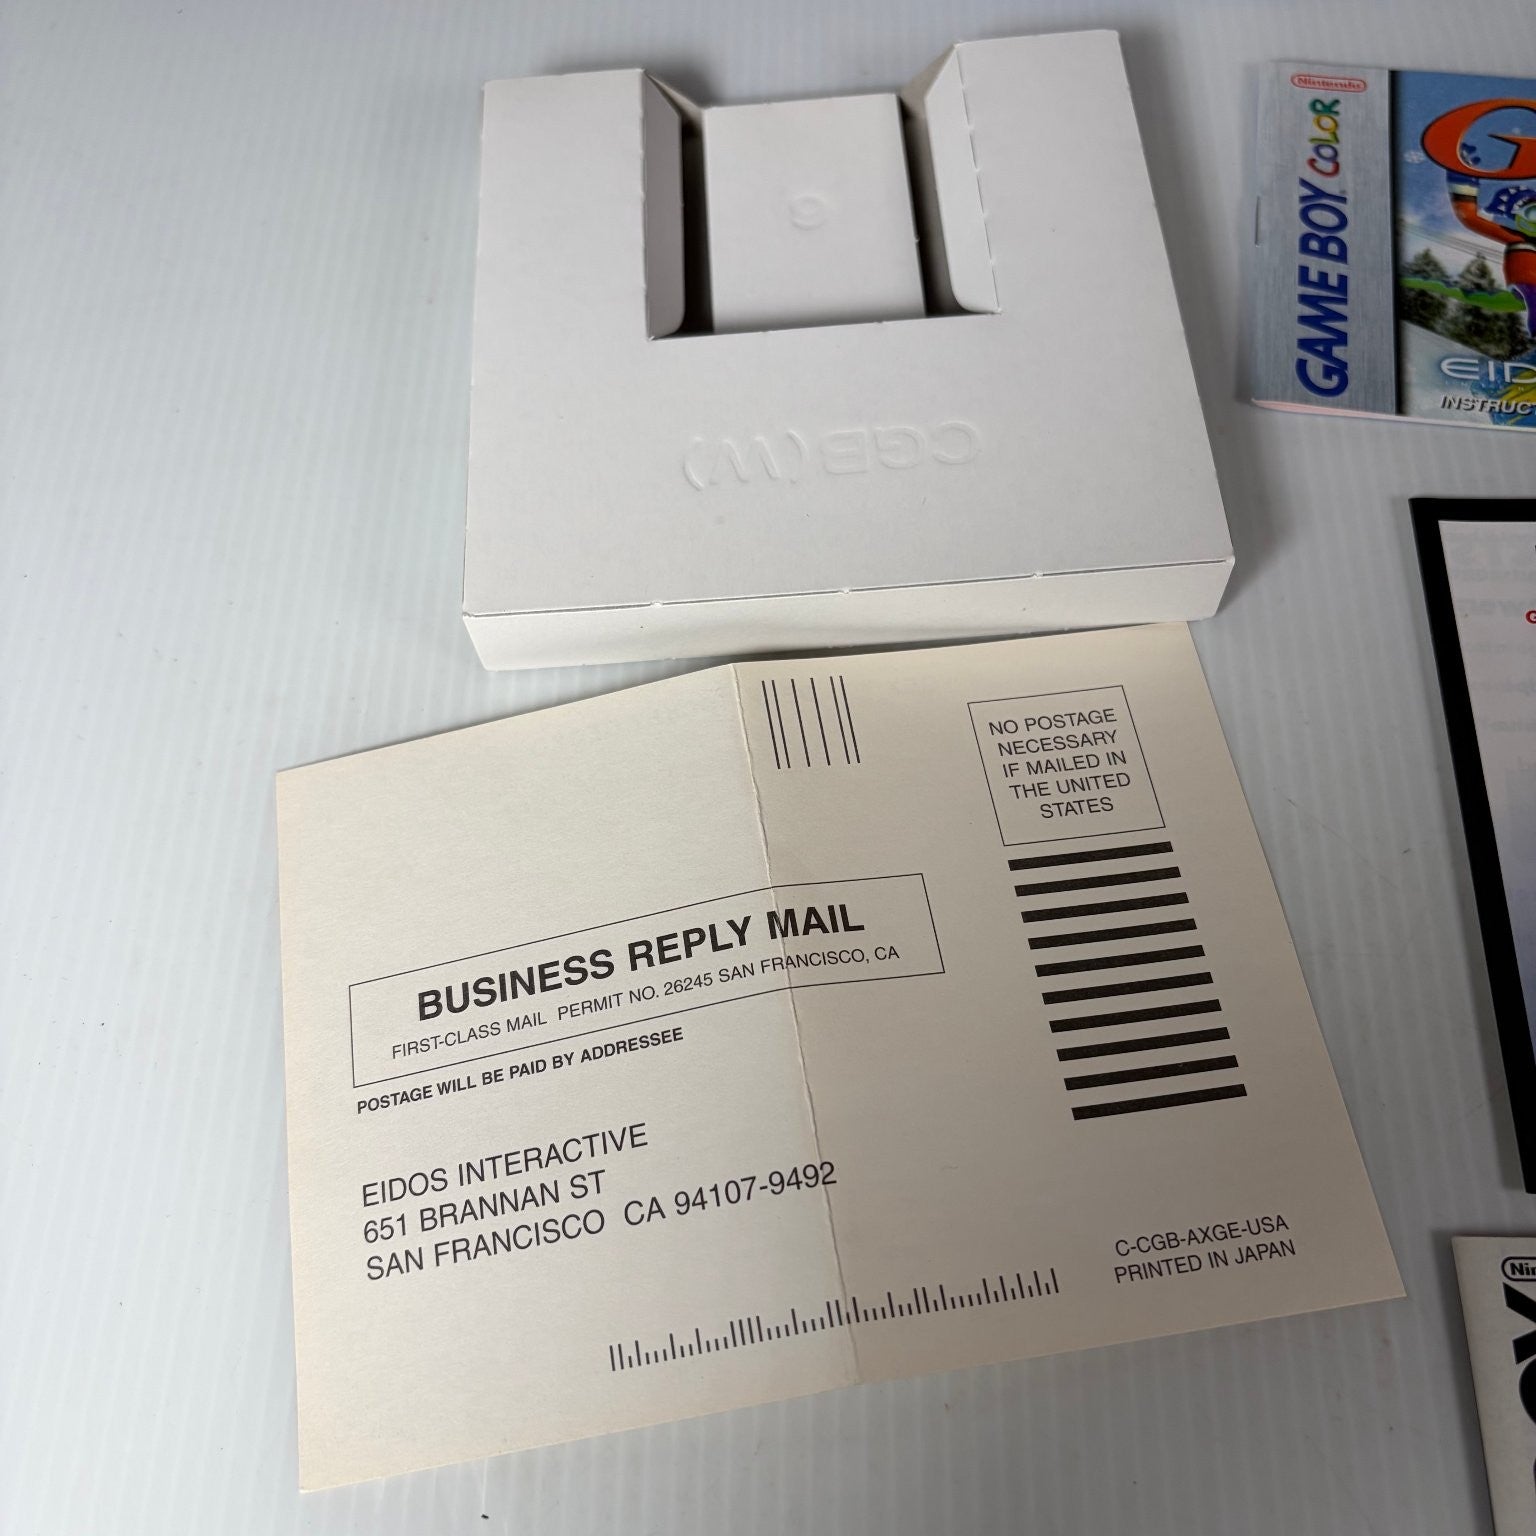 CGB(W)
NO POSTAGE
NECESSARY
IF MAILED IN
THE UNITED
STATES
BUSINESS REPLY MAIL
FIRST-CLASS MAIL PERMIT NO. 26245 SAN FRANCISCO, CA
POSTAGE WILL BE PAID BY ADDRESSEE
EIDOS INTERACTIVE
651 BRANNAN ST
SAN FRANCISCO CA 94107-9492
C-CGB-AXGE-USA
PRINTED IN JAPAN
Nintendo
GAME BOY COLOR